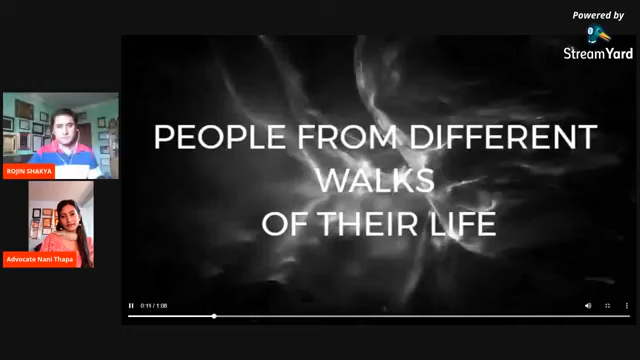 Powered by
StreamYard
PEOPLE FROM DIFFERENT
WALKS
OF THEIR LIFE
ROJIN SHAKYA
Advocate Nani Thapa
0:11 / 1:08